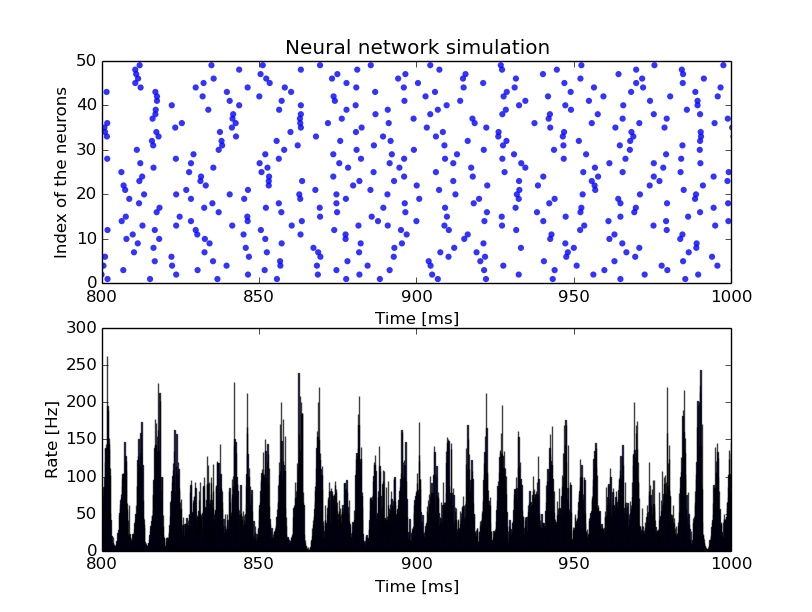 Neural network simulation
50
40
30
20
10
0
Index of the neurons
800 850 900 950 1000
Time [ms]
300
250
200
150
100
50
0
Rate [Hz]
800 850 900 950 1000
Time [ms]